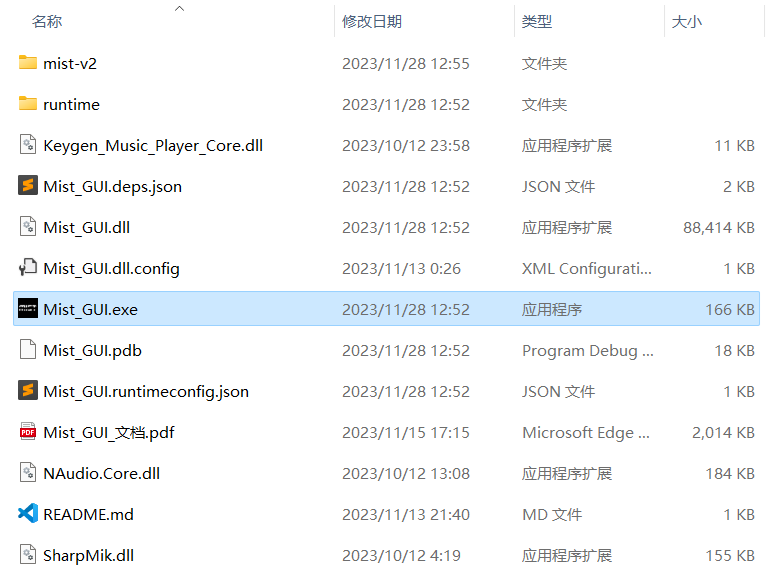 名称 修改日期 类型 大小
mist-v2 2023/11/28 12:55 文件夹
runtime 2023/11/28 12:52 文件夹
Keygen_Music_Player_Core.dll 2023/10/12 23:58 应用程序扩展 11 KB
Mist_GUI.deps.json 2023/11/28 12:52 JSON 文件 2 KB
Mist_GUI.dll 2023/11/28 12:52 应用程序扩展 88,414 KB
Mist_GUI.dll.config 2023/11/13 0:26 XML Configurati... 1 KB
Mist_GUI.exe 2023/11/28 12:52 应用程序 166 KB
Mist_GUI.pdb 2023/11/28 12:52 Program Debug ... 18 KB
Mist_GUI.runtimeconfig.json 2023/11/28 12:52 JSON 文件 1 KB
PDF Mist_GUI_文档.pdf 2023/11/15 17:15 Microsoft Edge ... 2,014 KB
NAudio.Core.dll 2023/10/12 13:08 应用程序扩展 184 KB
README.md 2023/11/13 21:40 MD 文件 1 KB
SharpMik.dll 2023/10/12 4:19 应用程序扩展 155 KB